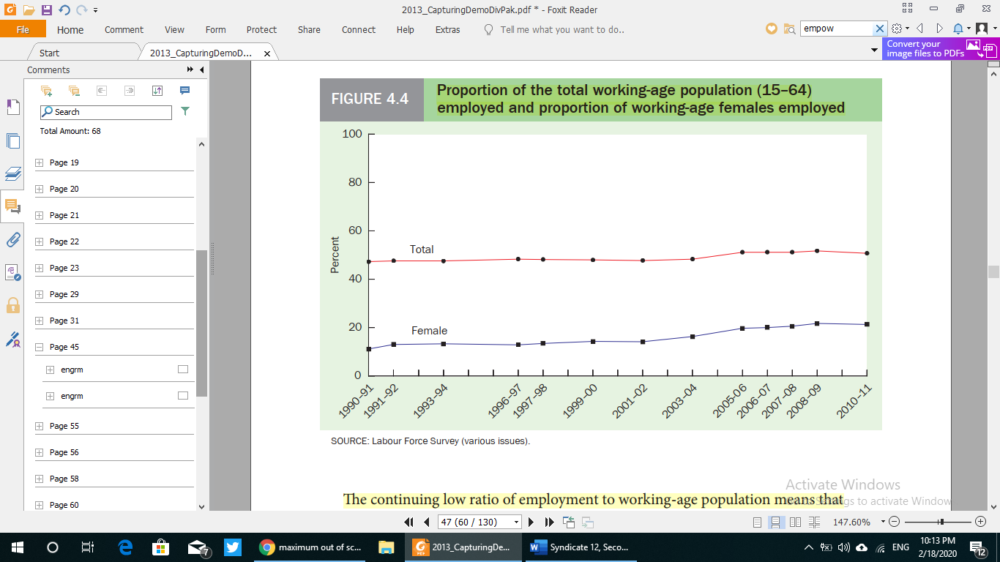 2013_CapturingDemoDivPak.pdf * - Foxit Reader
File
Home
Comment
View
Form
Protect
Share
Connect
Help
Extras
Tell me what you want to do..
empow
Start
2013_CapturingDemoD...
Convert your
image files to PDFs
Comments
Search
Total Amount: 68
Page 19
Page 20
Page 21
Page 22
Page 23
Page 29
Page 31
Page 45
engrm
engrm
Page 55
Page 56
Page 58
Page 60
FIGURE 4.4
Proportion of the total working-age population (15–64)
employed and proportion of working-age females employed
Percent
100
80
60
40
20
0
Total
Female
1990–91
1991–92
1993–94
1996–97
1997–98
1999–00
2001–02
2003–04
2005-06
2006–07
2007–08
2008–09
2010–11
SOURCE: Labour Force Survey (various issues).
The continuing low ratio of employment to working-age population means that
Activate Windows
Go to Settings to activate Window
47 (60 / 130)
147.60%
7
maximum out of sc...
2013_CapturingDe...
Syndicate 12, Seco...
ENG
10:13 PM
2/18/2020
12